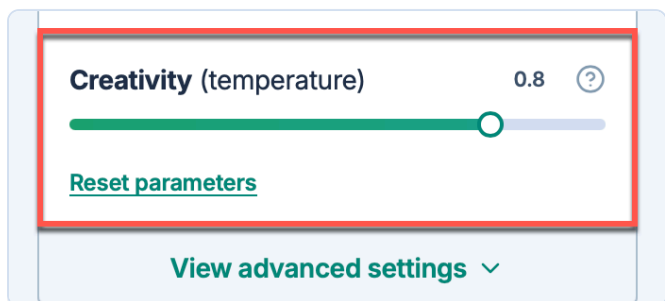 Creativity (temperature) 0.8 ?
Reset parameters
View advanced settings